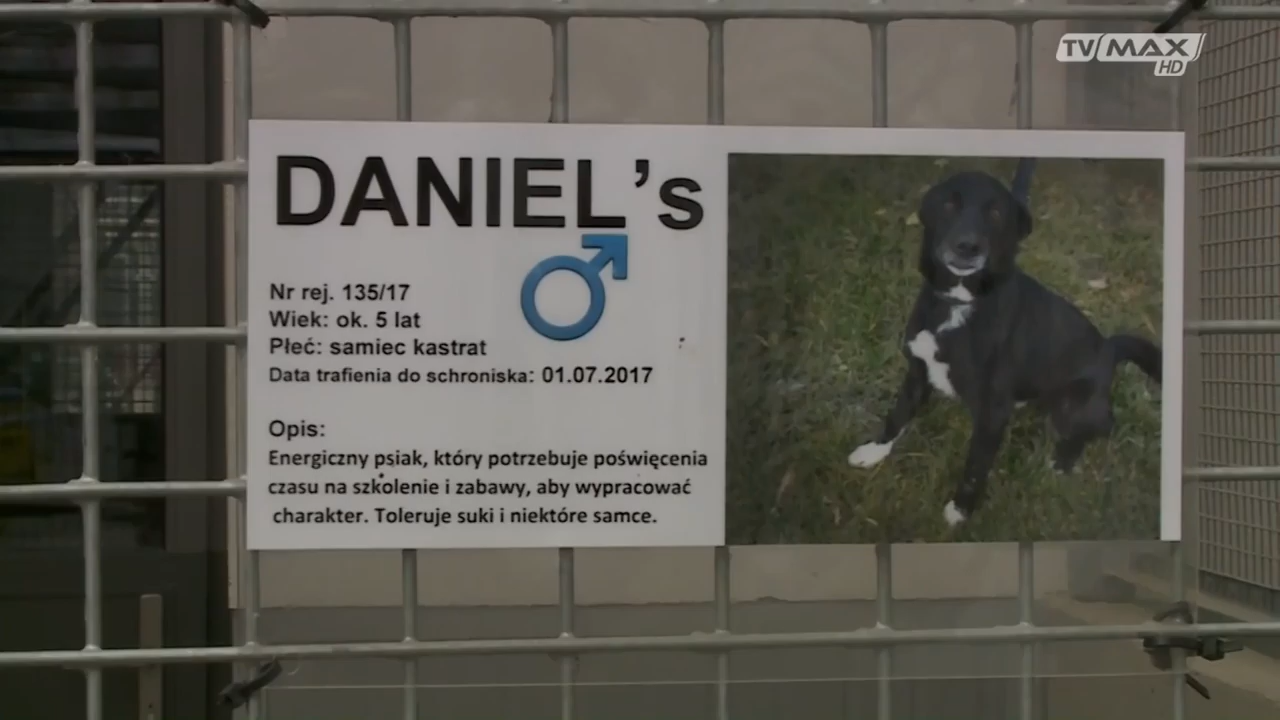 TV MAX
HD
DANIEL's
Nr rej. 135/17
Wiek: ok. 5 lat
Płeć: samiec kastrat
Data trafienia do schroniska: 01.07.2017
Opis:
Energiczny psiak, który potrzebuje poświęcenia
czasu na szkolenie i zabawy, aby wypracować
charakter. Toleruje suki i niektóre samce.